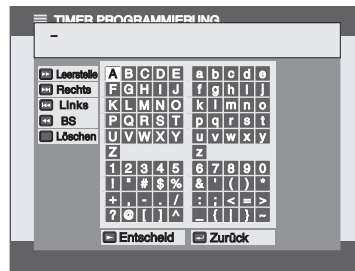 TIMER PROGRAMMIERUNG
–
Leerstelle
Rechts
Links
BS
Löschen
A B C D E a b c d e
F G H I J f g h i j
K L M N O k l m n o
P Q R S T p q r s t
U V W X Y u v w x y
Z z
1 2 3 4 5 6 7 8 9 0
! " # $ % & ' ( ) *
+ , - . / : ; < = >
? @ [ ] ^ _ { | } ~
Entscheid Zurück